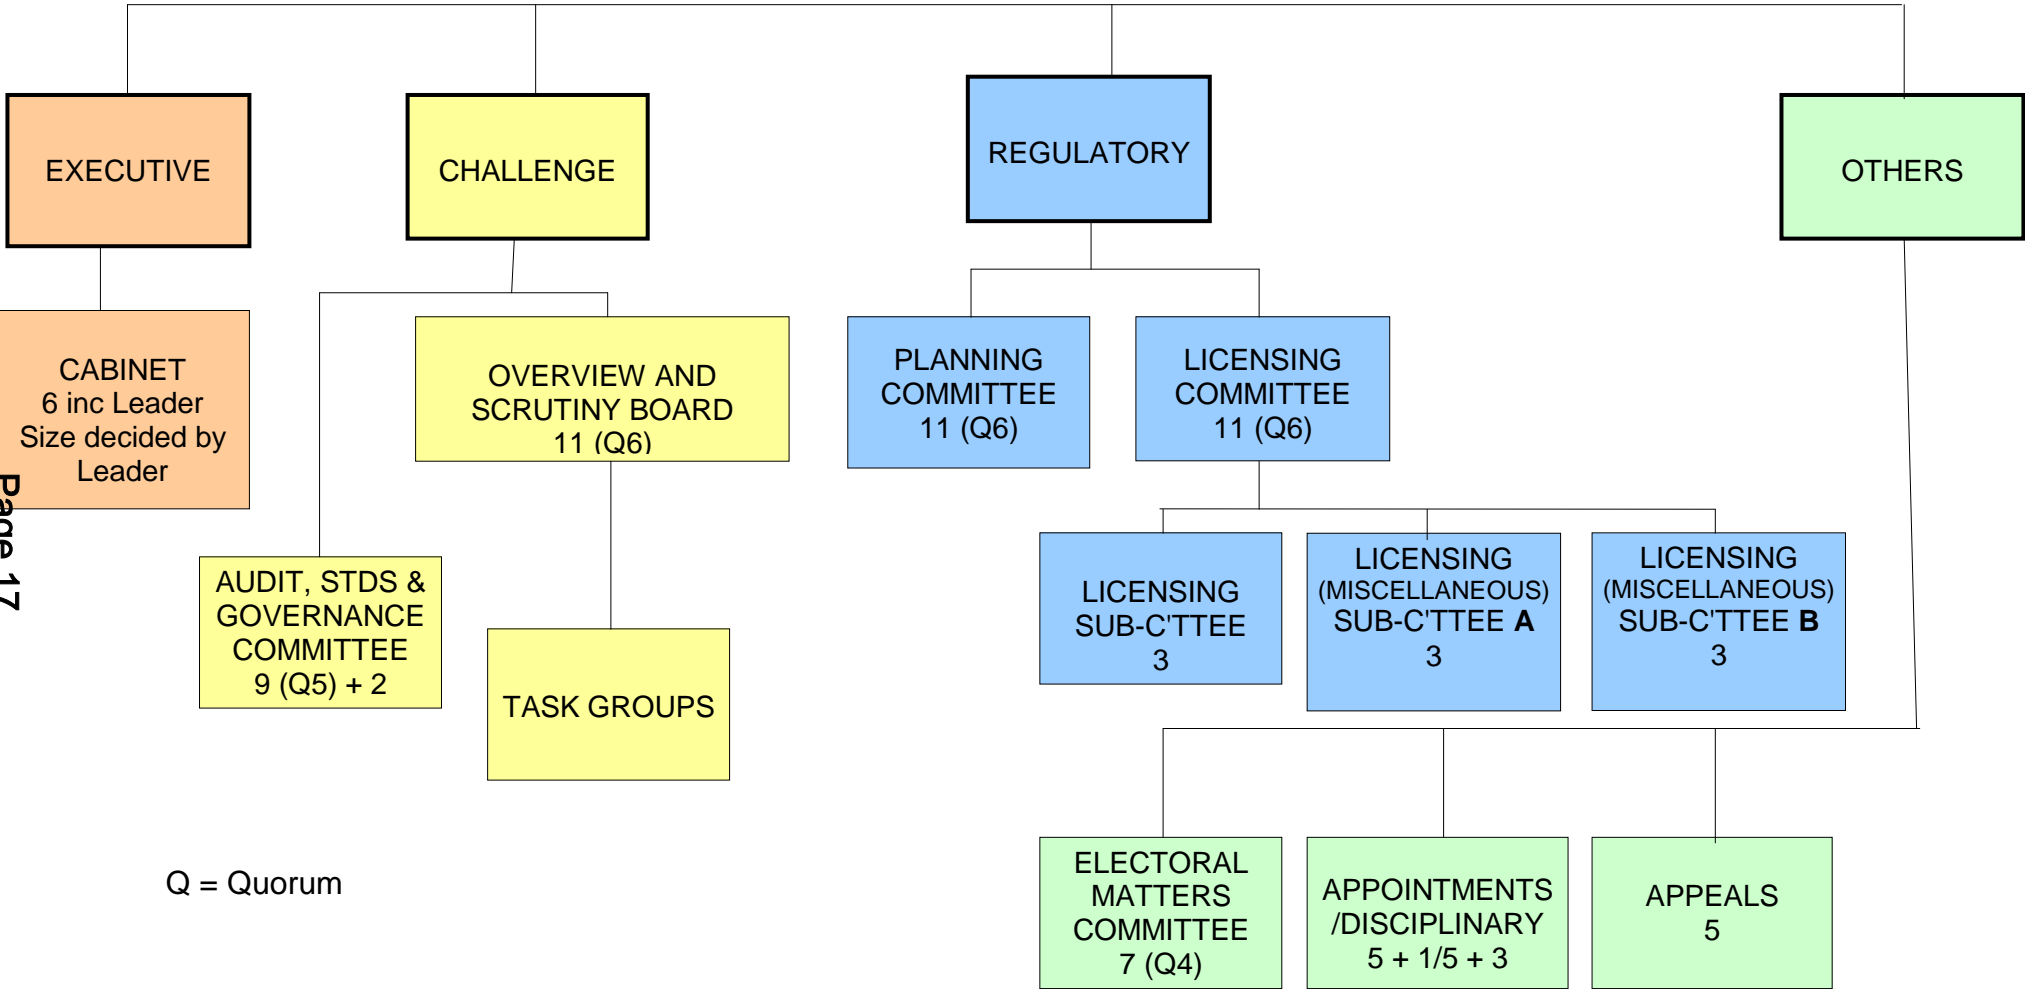 EXECUTIVE
CHALLENGE
REGULATORY
OTHERS
CABINET
6 inc Leader
Size decided by
Leader
OVERVIEW AND
SCRUTINY BOARD
11 (Q6)
PLANNING
COMMITTEE
11 (Q6)
LICENSING
COMMITTEE
11 (Q6)
Page 17
AUDIT, STDS &
GOVERNANCE
COMMITTEE
9 (Q5) + 2
TASK GROUPS
LICENSING
SUB-C'TTEE
3
LICENSING
(MISCELLANEOUS)
SUB-C'TTEE A
3
LICENSING
(MISCELLANEOUS)
SUB-C'TTEE B
3
Q = Quorum
ELECTORAL
MATTERS
COMMITTEE
7 (Q4)
APPOINTMENTS
/DISCIPLINARY
5 + 1/5 + 3
APPEALS
5